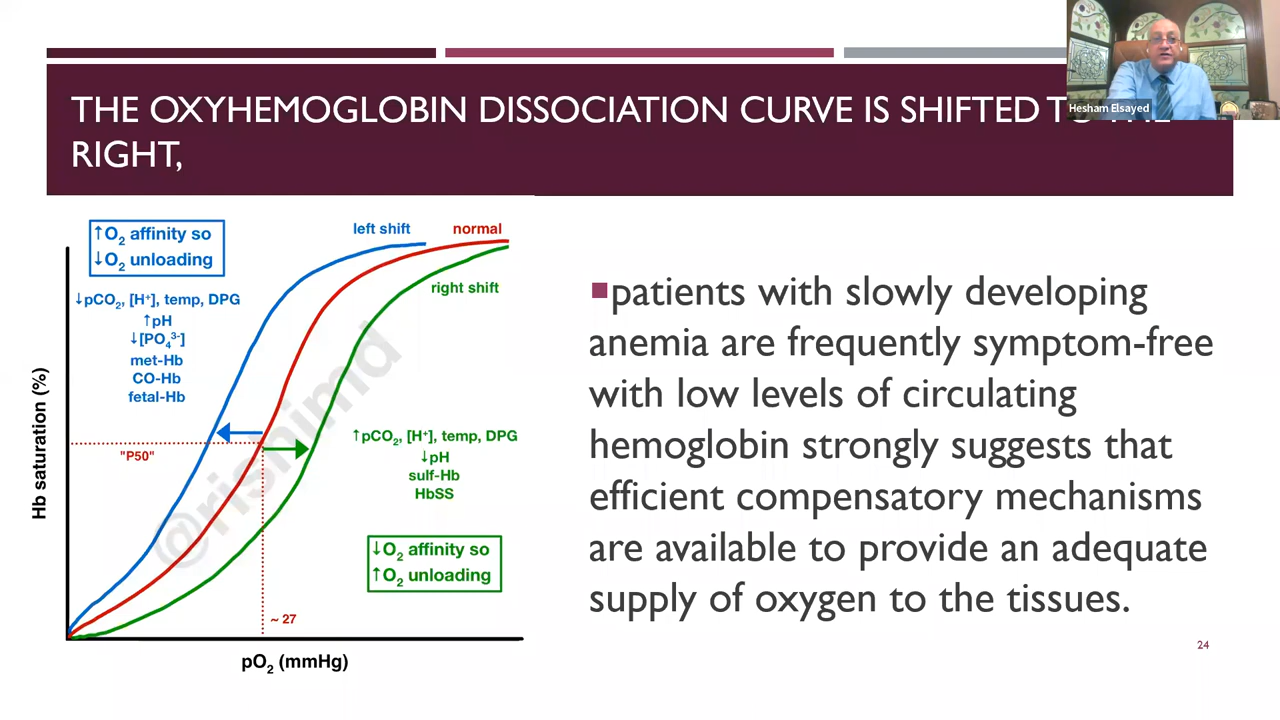 Hesham Elsayed
THE OXYHEMOGLOBIN DISSOCIATION CURVE IS SHIFTED TO THE
RIGHT,
↑O₂ affinity so
↓O₂ unloading
left shift
normal
right shift
↓pCO₂, [H⁺], temp, DPG
↑pH
↓[PO₄³⁻]
met-Hb
CO-Hb
fetal-Hb
"P50"
↑pCO₂, [H⁺], temp, DPG
↓pH
sulf-Hb
HbSS
↓O₂ affinity so
↑O₂ unloading
~ 27
Hb saturation (%)
pO₂ (mmHg)
@rishimd
▪patients with slowly developing
anemia are frequently symptom-free
with low levels of circulating
hemoglobin strongly suggests that
efficient compensatory mechanisms
are available to provide an adequate
supply of oxygen to the tissues.
24